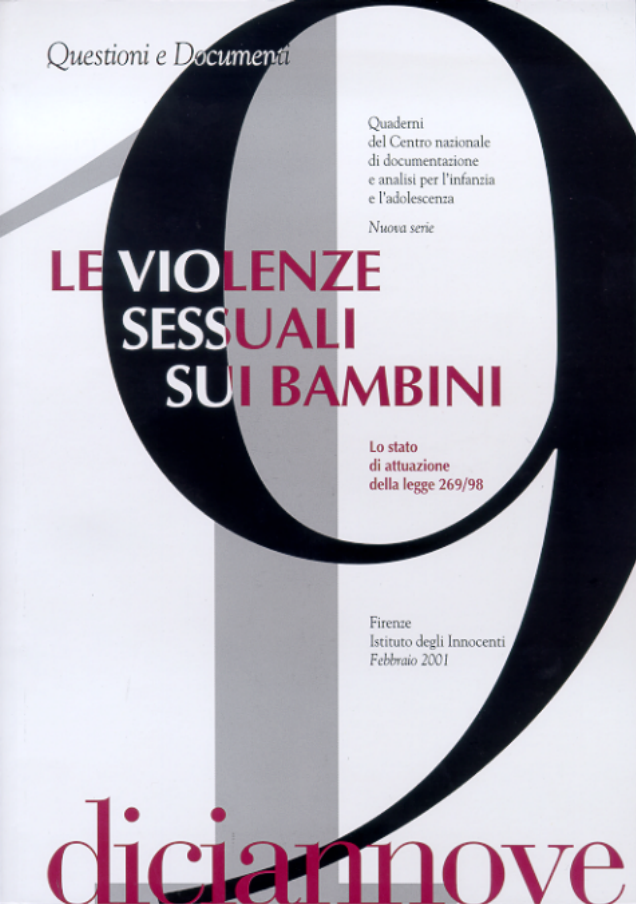 Questioni e Documenti
Quaderni
del Centro nazionale
di documentazione
e analisi per l'infanzia
e l'adolescenza
Nuova serie
LE VIOLENZE
SESSUALI
SUI BAMBINI
Lo stato
di attuazione
della legge 269/98
Firenze
Istituto degli Innocenti
Febbraio 2001
19
diciannove